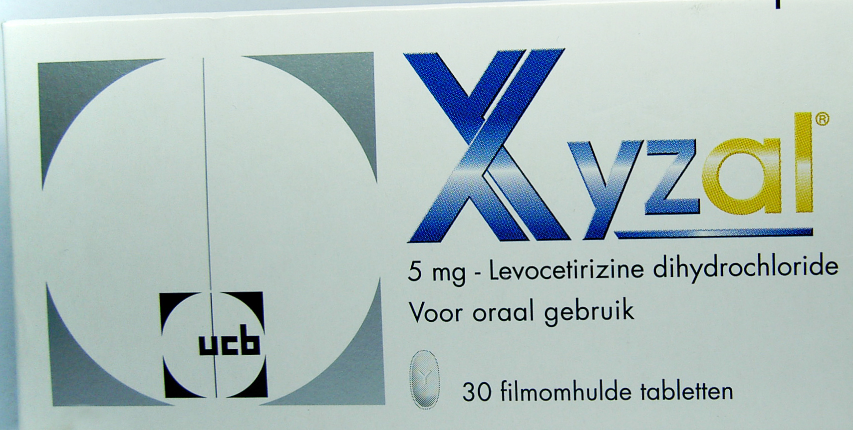 Xyzal®
5 mg - Levocetirizine dihydrochloride
Voor oraal gebruik
ucb
Y
30 filmomhulde tabletten